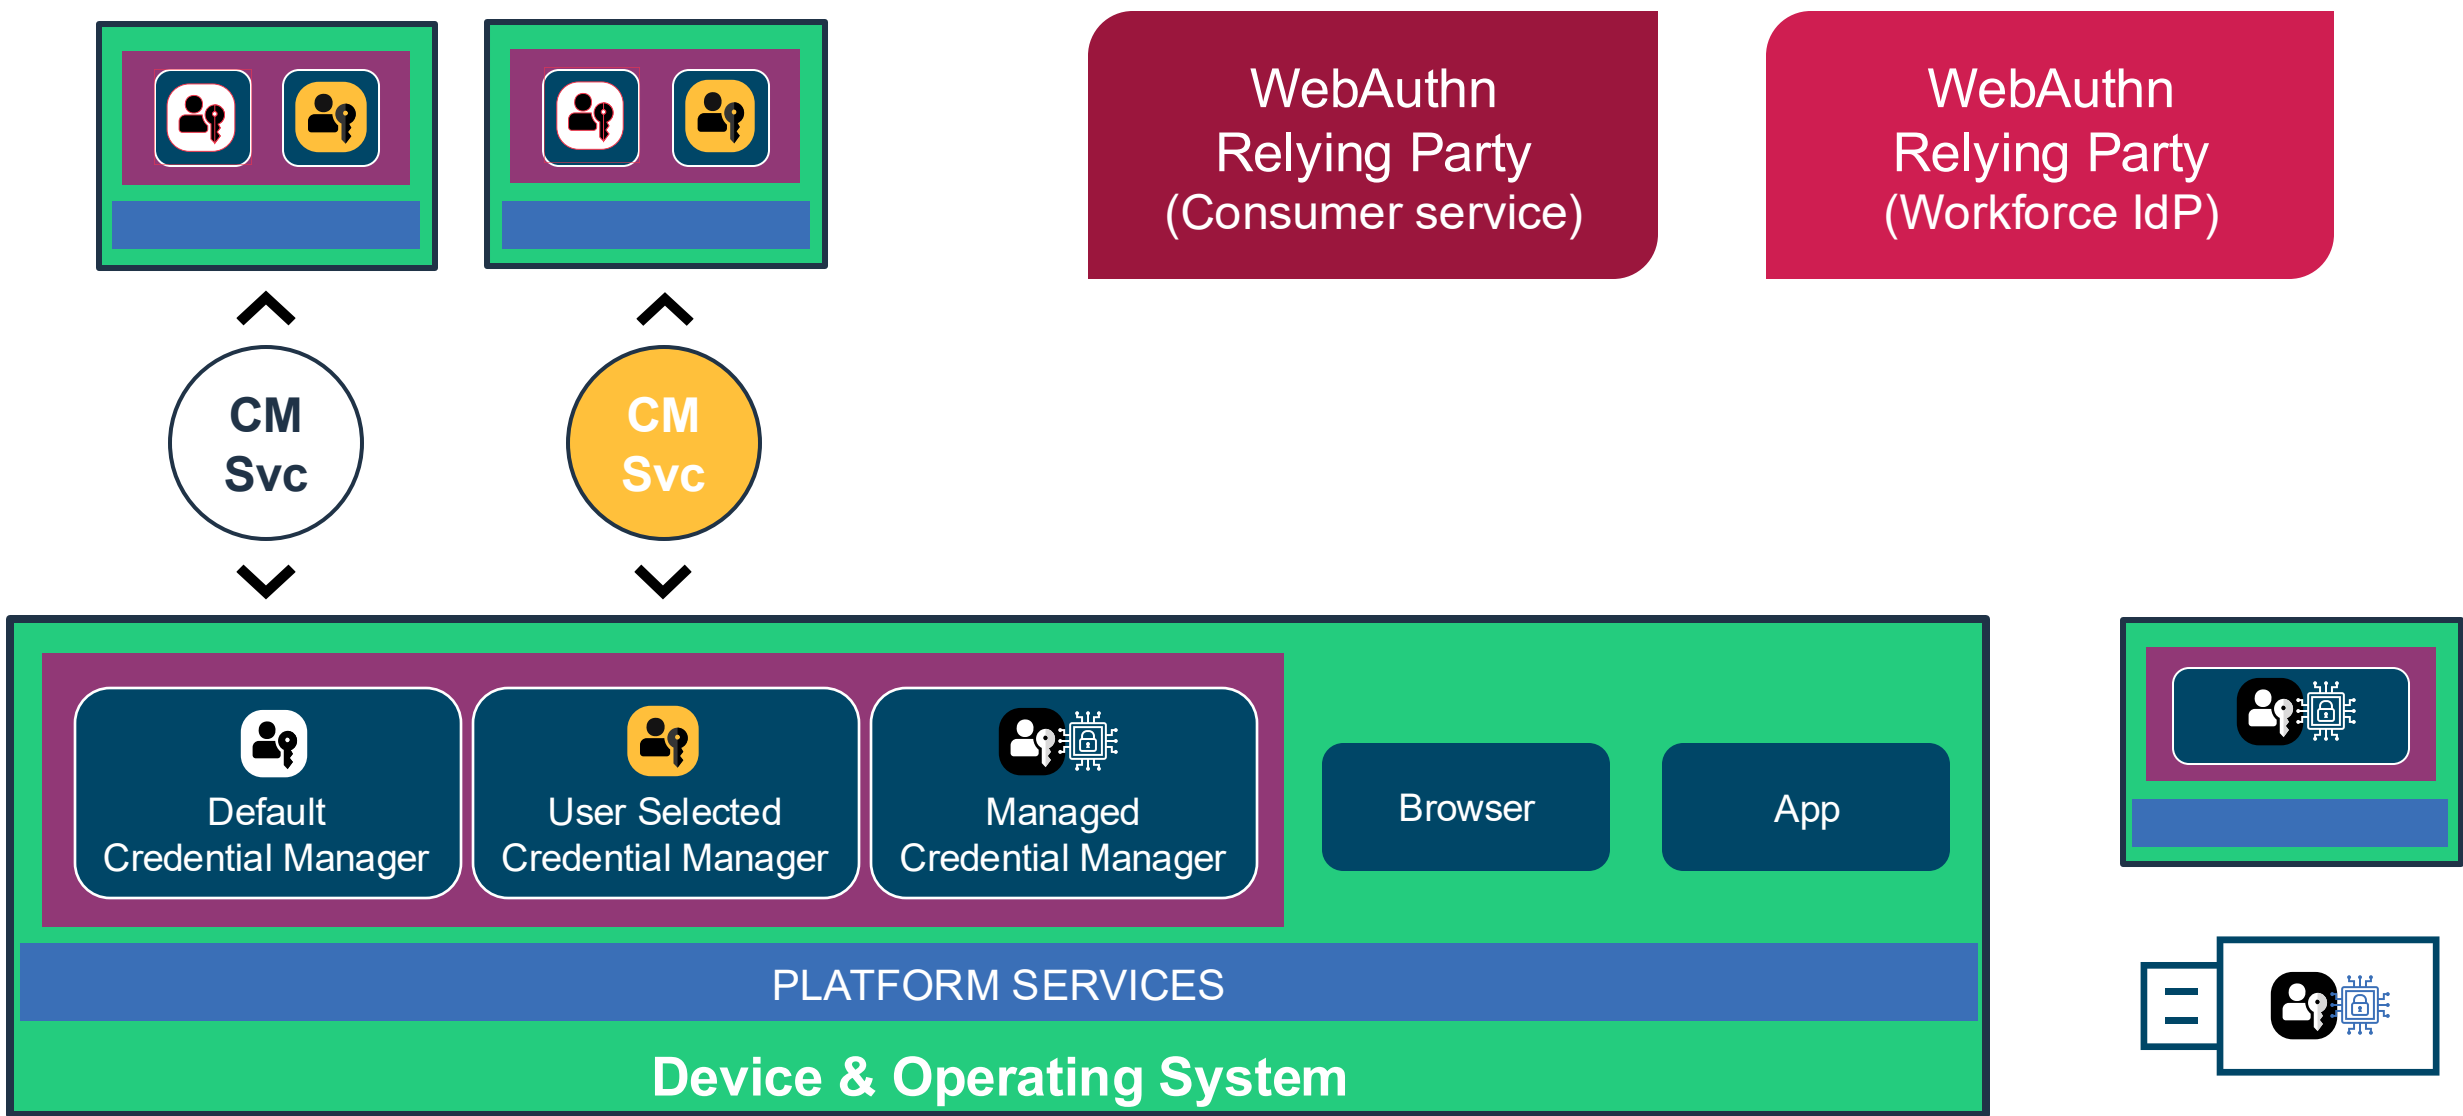 WebAuthn
Relying Party
(Consumer service)
WebAuthn
Relying Party
(Workforce IdP)
CM
Svc
CM
Svc
Default
Credential Manager
User Selected
Credential Manager
Managed
Credential Manager
Browser
App
PLATFORM SERVICES
Device & Operating System